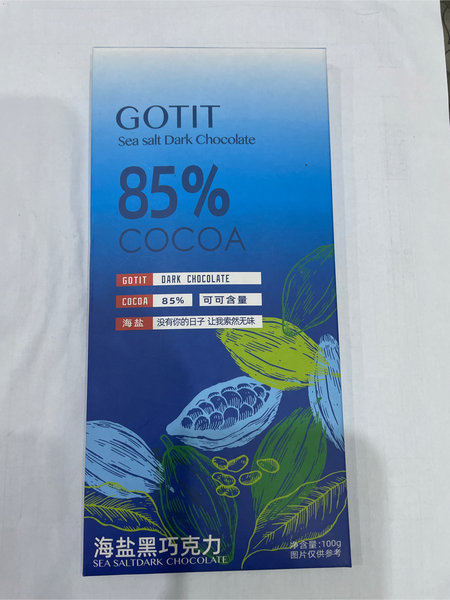 GOTIT
Sea salt Dark Chocolate
85%
COCOA
GOTIT DARK CHOCOLATE
COCOA 85% 可可含量
海盐 没有你的日子 让我索然无味
海盐黑巧克力
SEA SALTDARK CHOCOLATE
净含量:100g
图片仅供参考